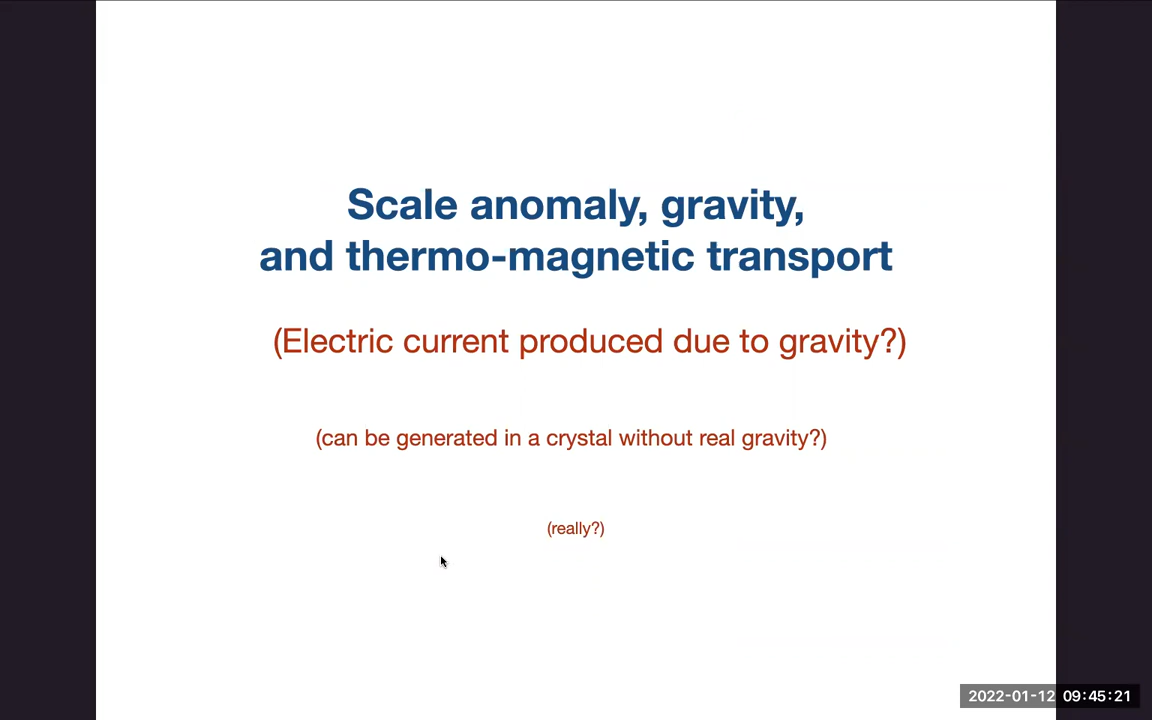 Scale anomaly, gravity,
and thermo-magnetic transport
(Electric current produced due to gravity?)
(can be generated in a crystal without real gravity?)
(really?)
2022-01-12 09:45:21